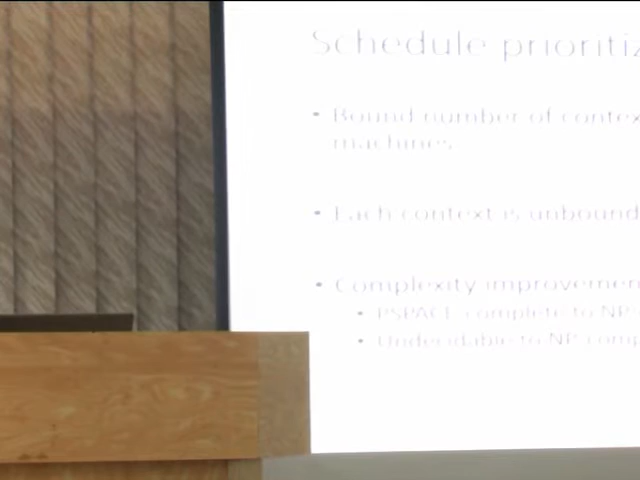 Schedule prioritiz
• Bound number of contex
machines
• Each context is unbound
• Complexity improvemen
• PSPACE complete to NP
• Undecidable to NP comp